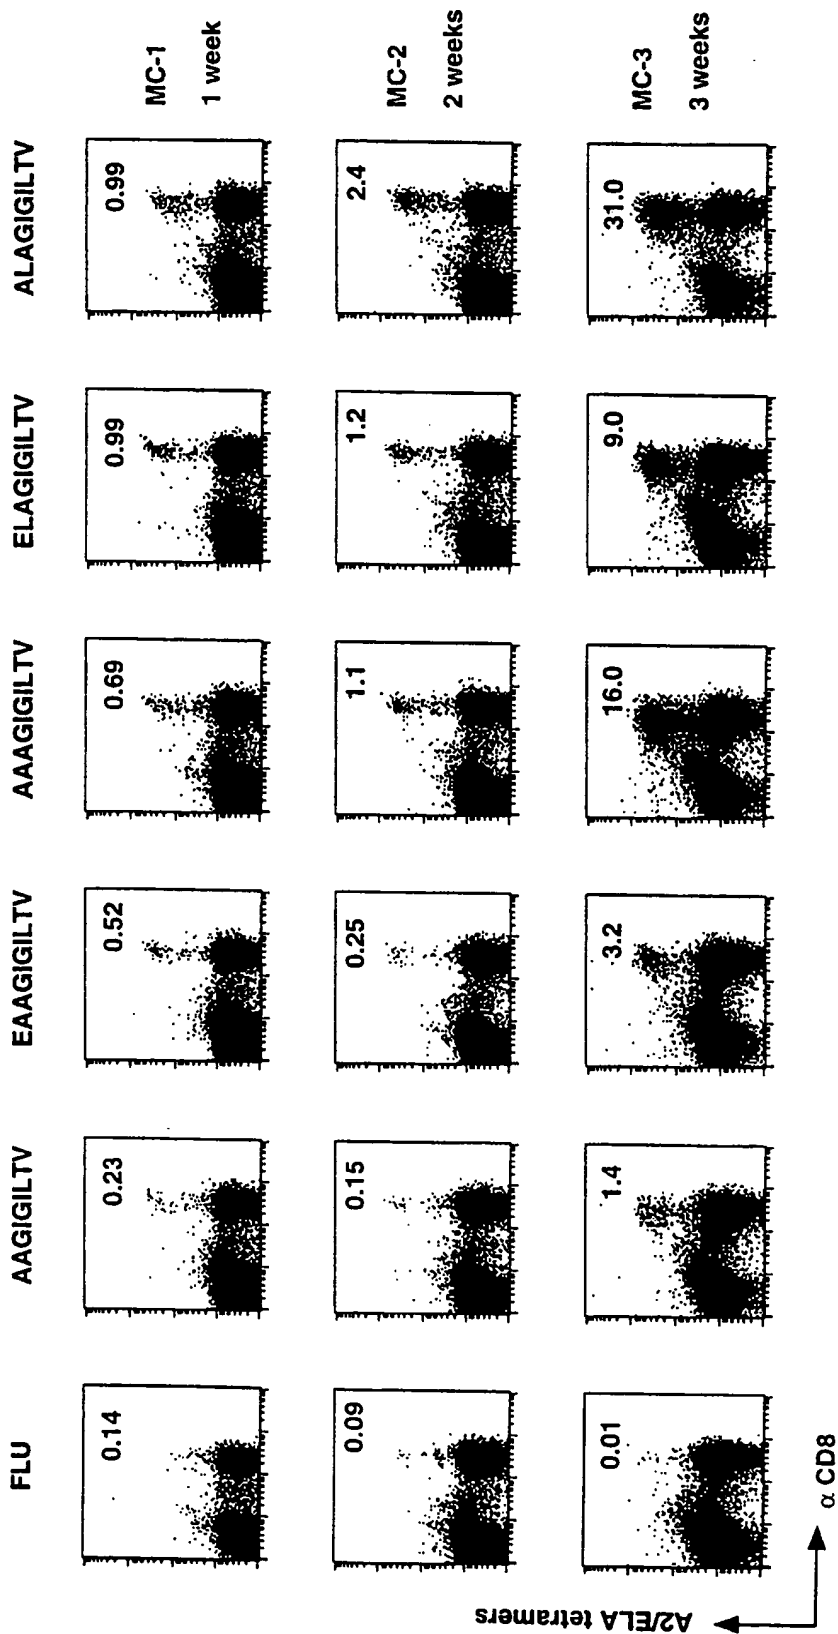 FLU
AAGIGILTV
EAAGIGILTV
AAAGIGILTV
ELAGIGILTV
ALAGIGILTV
0.14
0.23
0.52
0.69
0.99
0.99
MC-1
1 week
0.09
0.15
0.25
1.1
1.2
2.4
MC-2
2 weeks
0.01
1.4
3.2
16.0
9.0
31.0
MC-3
3 weeks
A2/ELA tetramers
α CD8